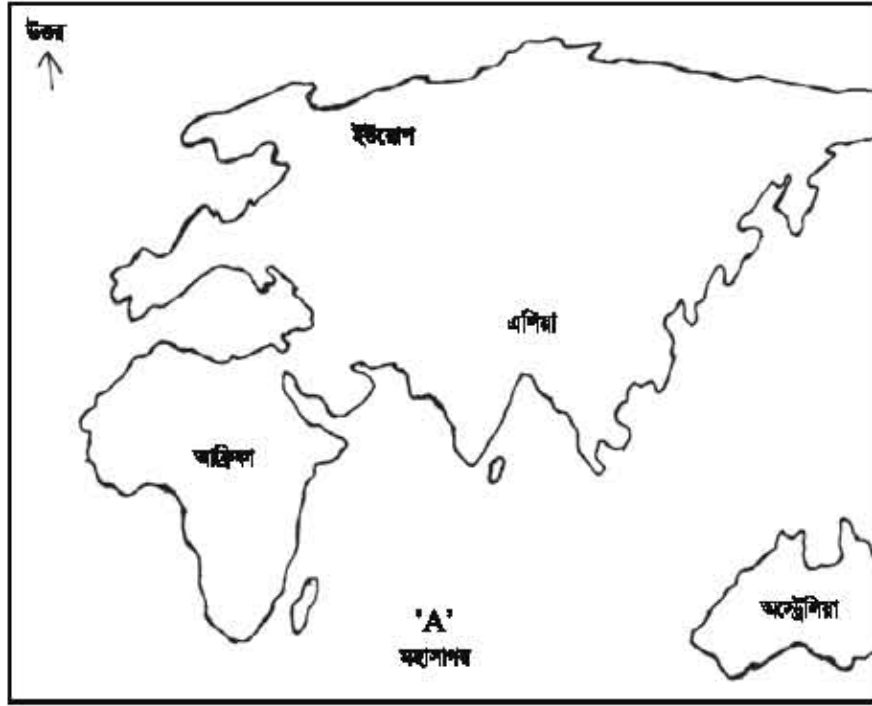 উত্তর
ইউরোপ
এশিয়া
আফ্রিকা
'A'
মহাসাগর
অস্ট্রেলিয়া